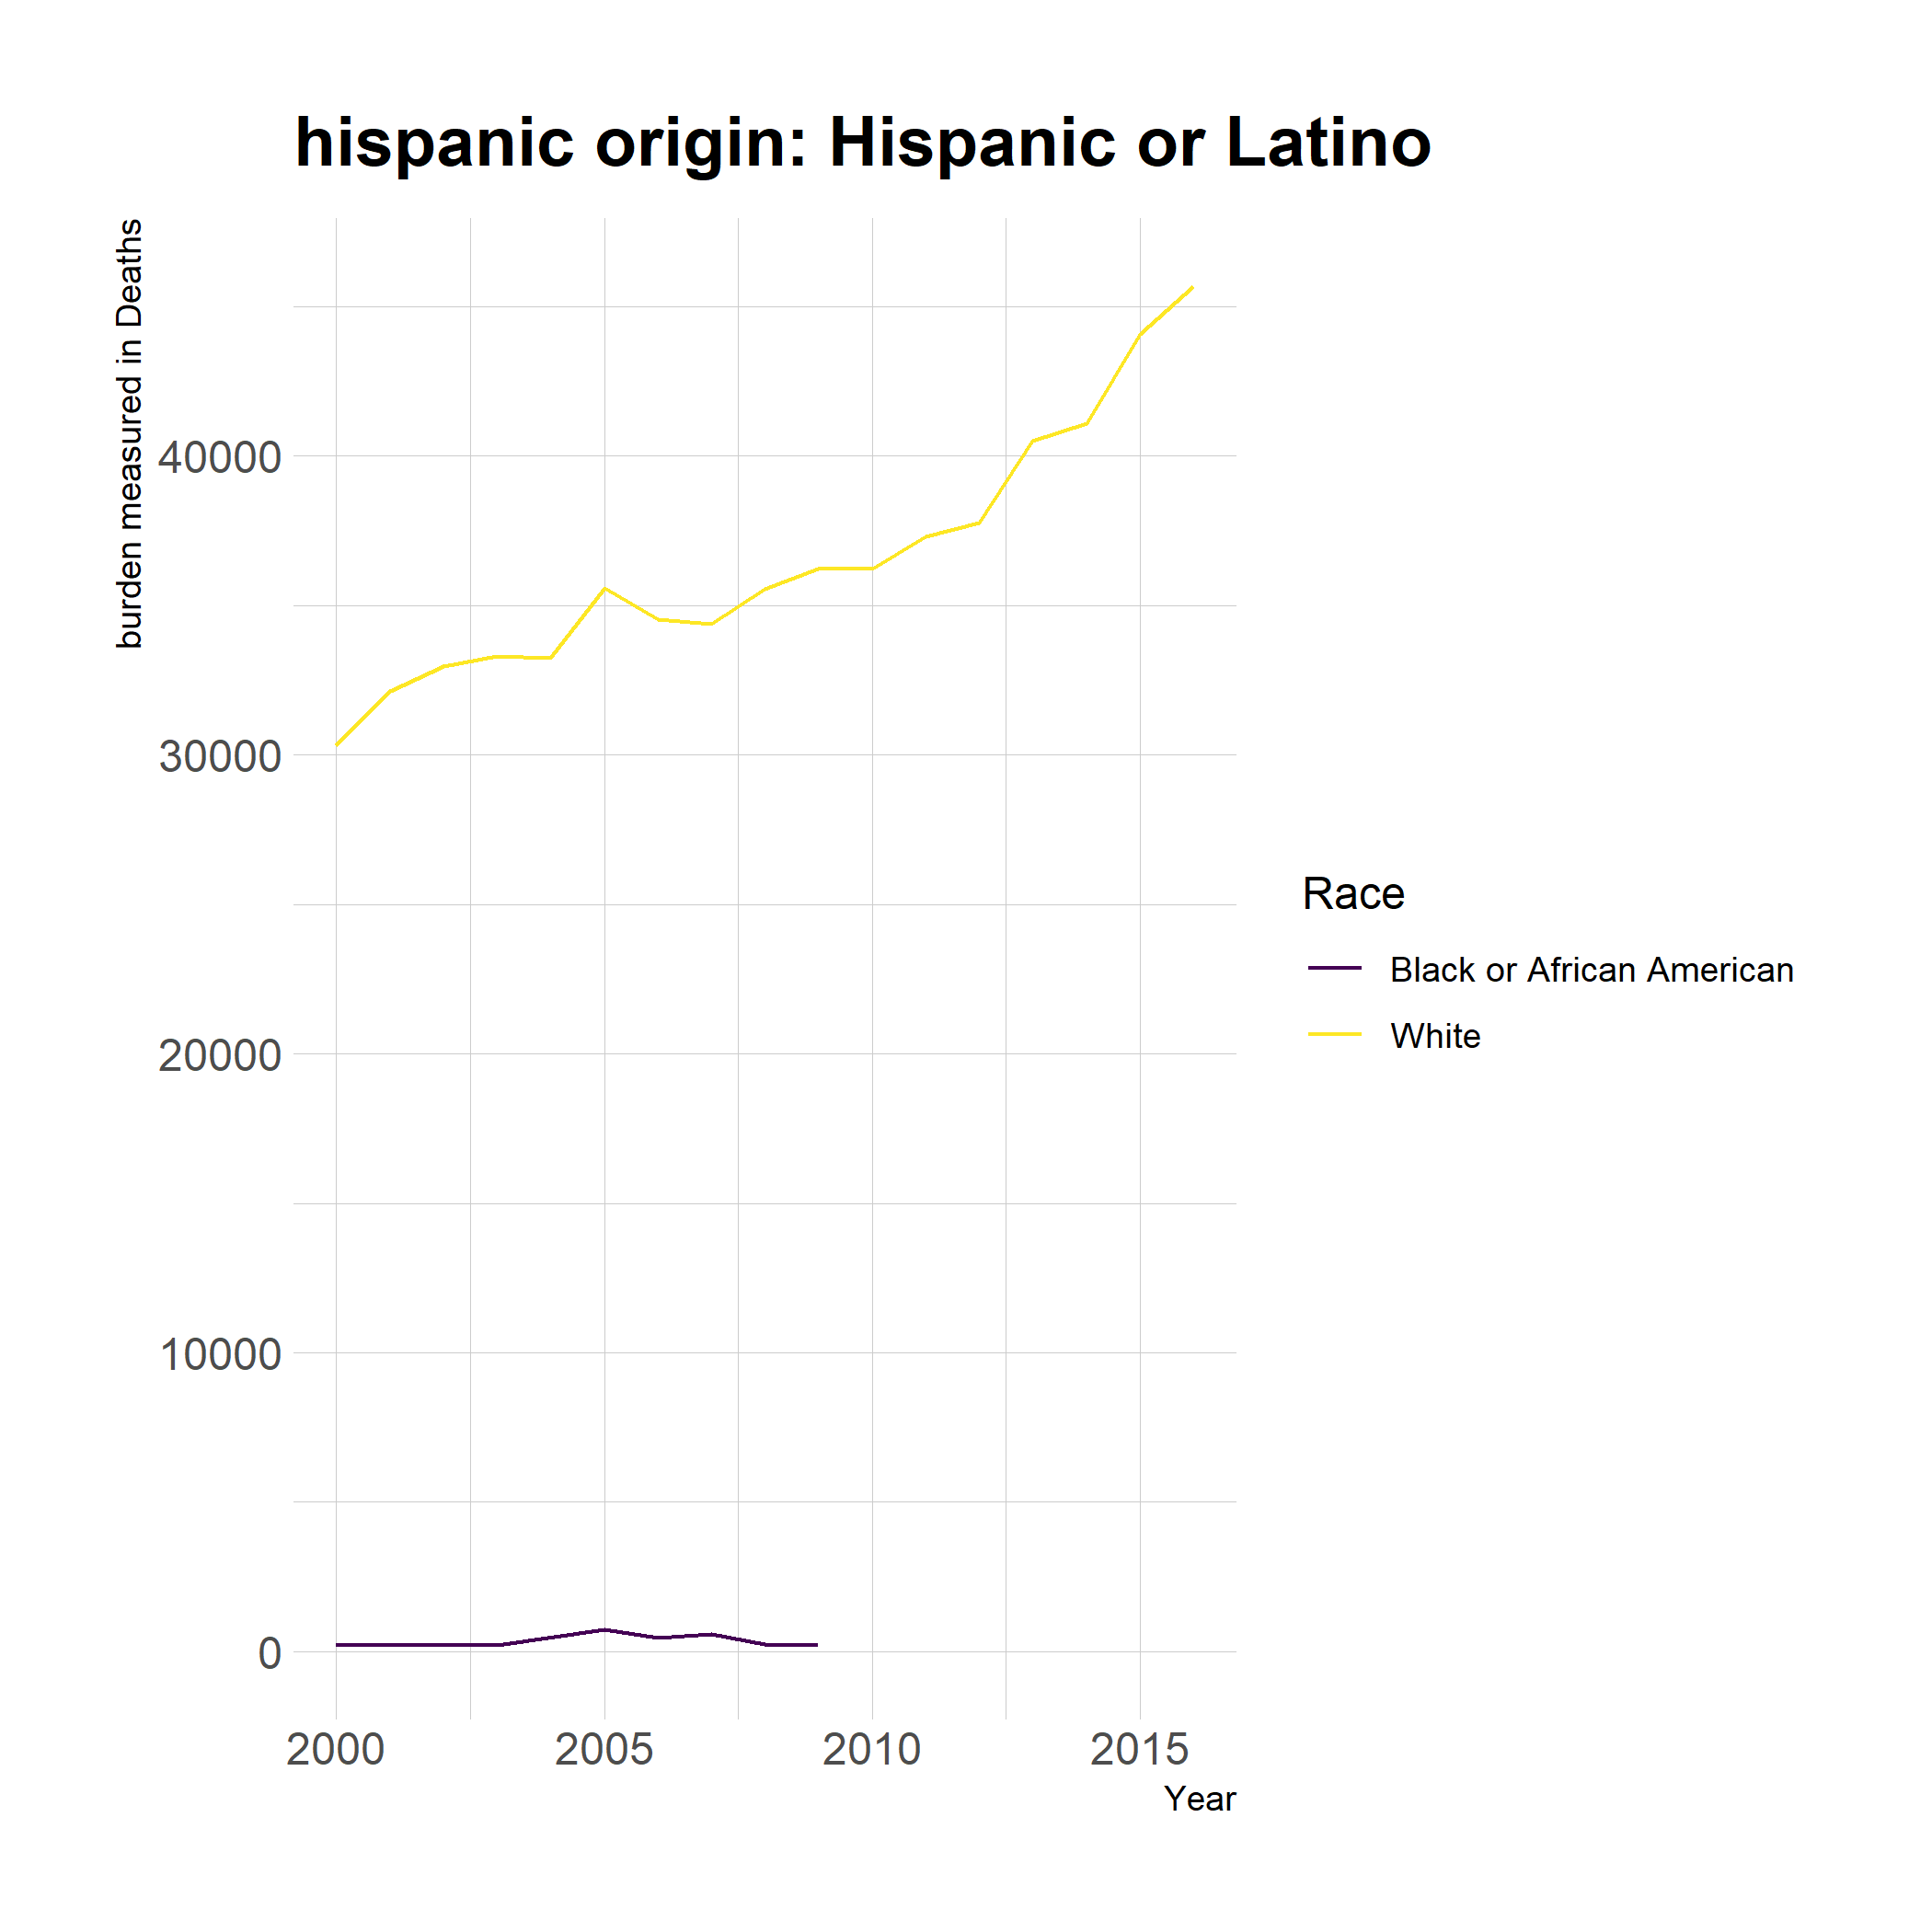 hispanic origin: Hispanic or Latino
burden measured in Deaths
40000
30000
20000
10000
0
2000
2005
2010
2015
Year
Race
Black or African American
White